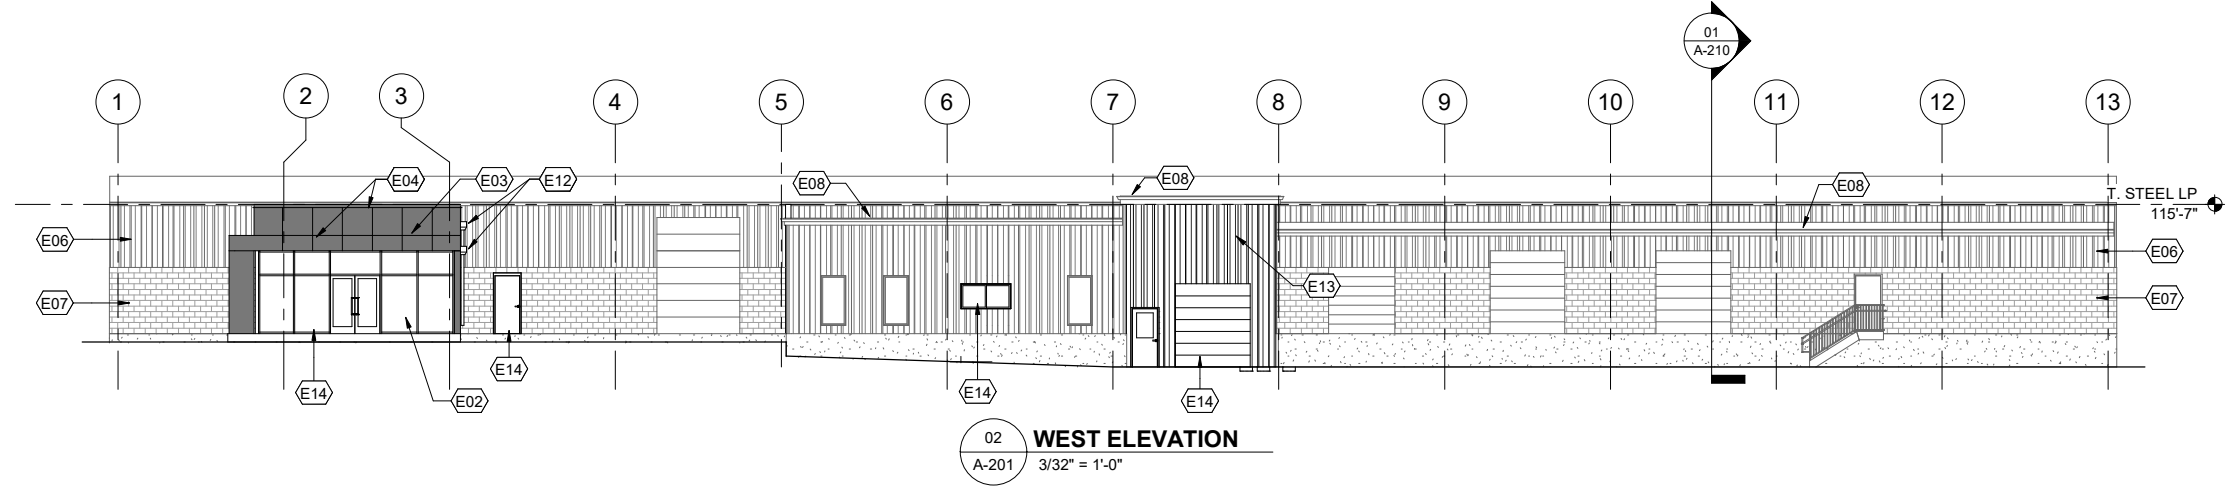 01
A-210
1
2
3
4
5
6
7
8
9
10
11
12
13
E04
E03
E12
E08
E08
E08
T. STEEL LP
115'-7"
E06
E06
E13
E07
E07
E14
E14
E02
E14
E14
02
WEST ELEVATION
A-201
3/32" = 1'-0"